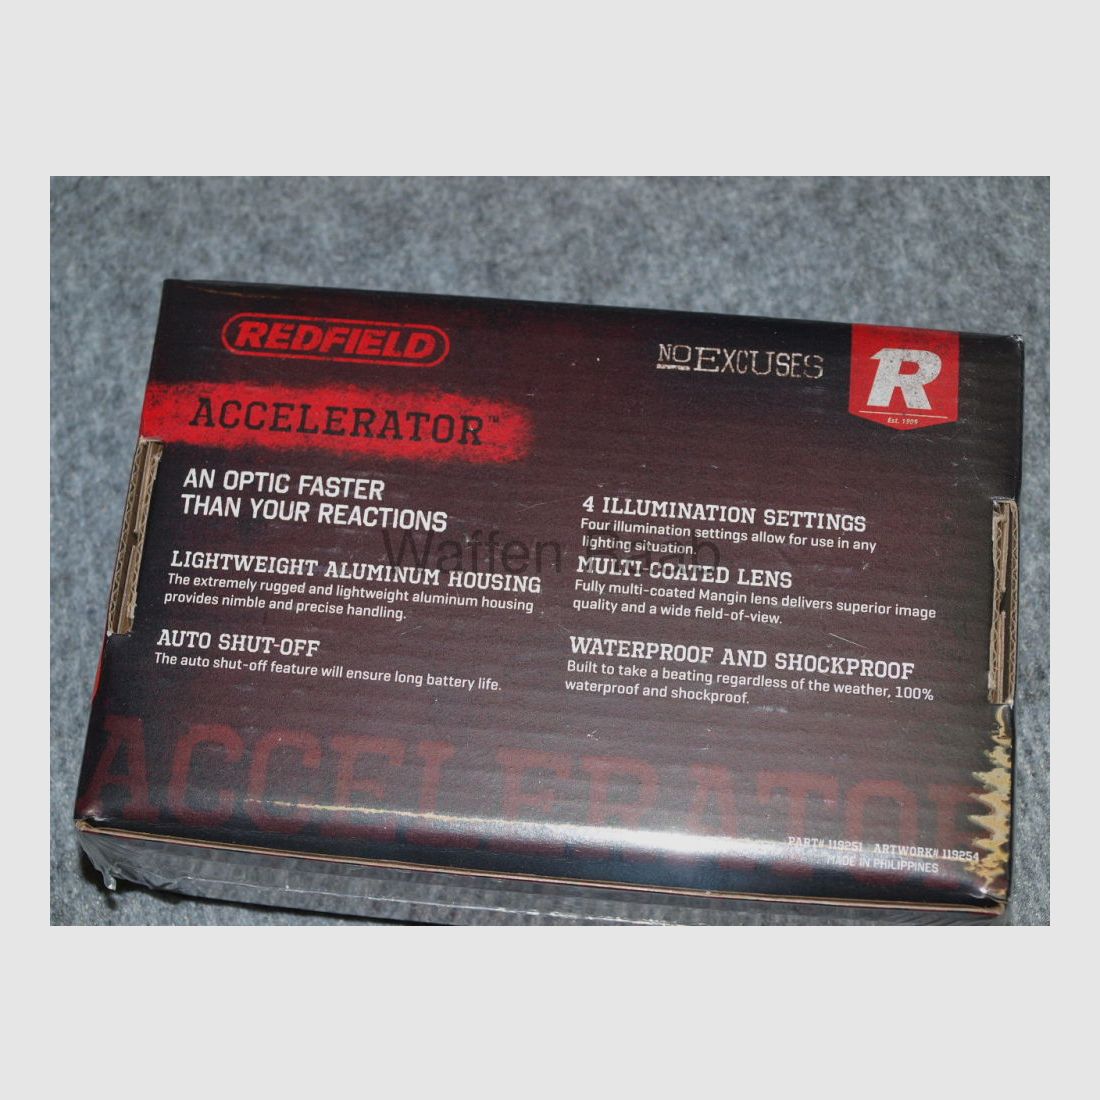 REDFIELD
NO EXCUSES
R
Est. 1909
ACCELERATOR™
AN OPTIC FASTER
THAN YOUR REACTIONS
LIGHTWEIGHT ALUMINUM HOUSING
The extremely rugged and lightweight aluminum housing
provides nimble and precise handling.
AUTO SHUT-OFF
The auto shut-off feature will ensure long battery life.
4 ILLUMINATION SETTINGS
Four illumination settings allow for use in any
lighting situation.
MULTI-COATED LENS
Fully multi-coated Mangin lens delivers superior image
quality and a wide field-of-view.
WATERPROOF AND SHOCKPROOF
Built to take a beating regardless of the weather, 100%
waterproof and shockproof.
Waffen Raab
ACCELERATOR
PART# 119251 ARTWORK# 119254
MADE IN PHILIPPINES